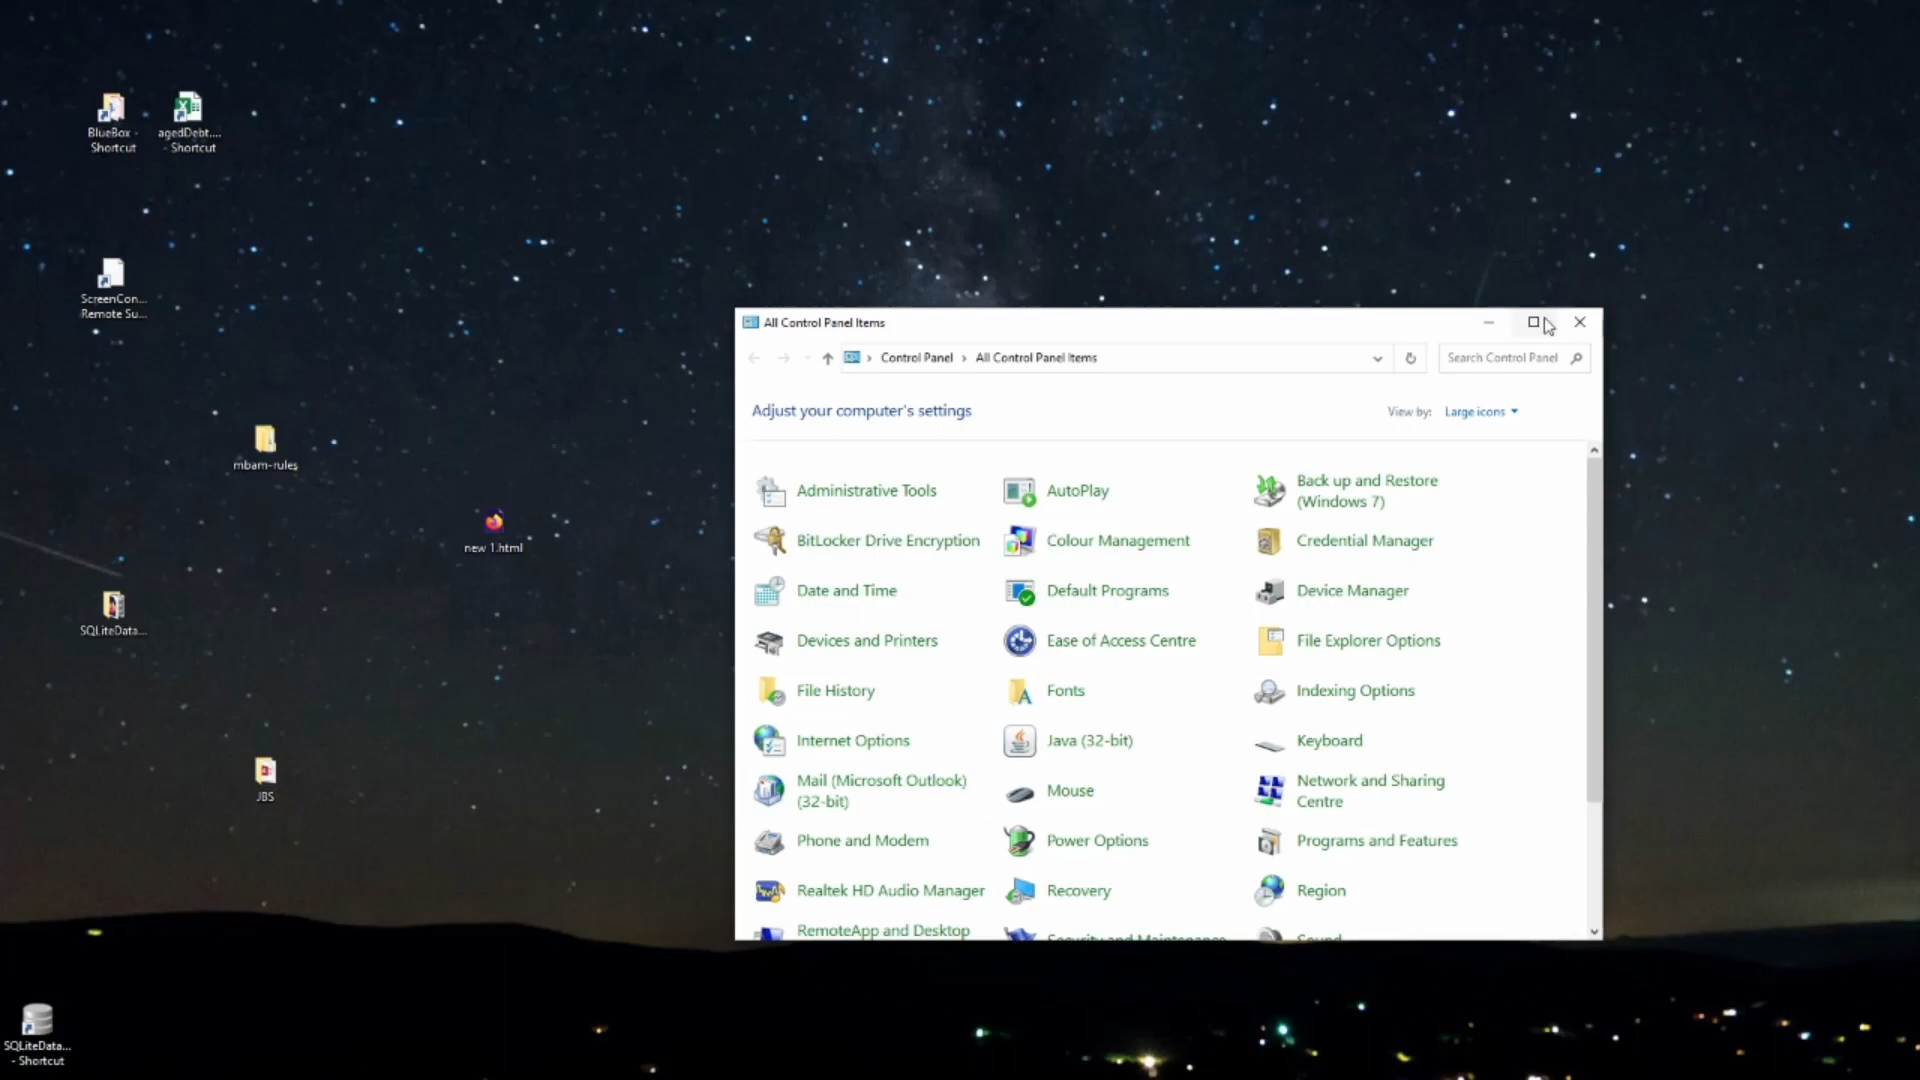 BlueBox -
Shortcut
agedDebt....
- Shortcut
ScreenCon...
Remote Su...
mbam-rules
new 1.html
SQLiteData...
JBS
SQLiteData...
- Shortcut
All Control Panel Items
Control Panel › All Control Panel Items
Search Control Panel
Adjust your computer's settings
View by: Large icons
Administrative Tools
AutoPlay
Back up and Restore
(Windows 7)
BitLocker Drive Encryption
Colour Management
Credential Manager
Date and Time
Default Programs
Device Manager
Devices and Printers
Ease of Access Centre
File Explorer Options
File History
Fonts
Indexing Options
Internet Options
Java (32-bit)
Keyboard
Mail (Microsoft Outlook)
(32-bit)
Mouse
Network and Sharing
Centre
Phone and Modem
Power Options
Programs and Features
Realtek HD Audio Manager
Recovery
Region
RemoteApp and Desktop
Security and Maintenance
Sound